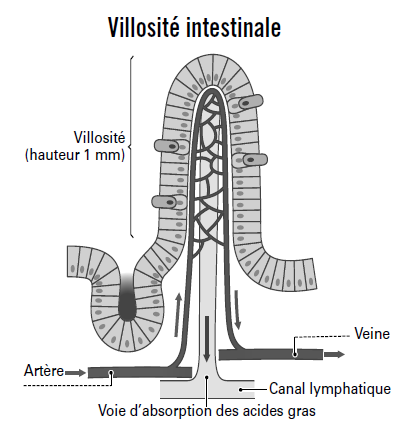 Villosité intestinale
Villosité
(hauteur 1 mm)
Veine
Artère
Canal lymphatique
Voie d'absorption des acides gras